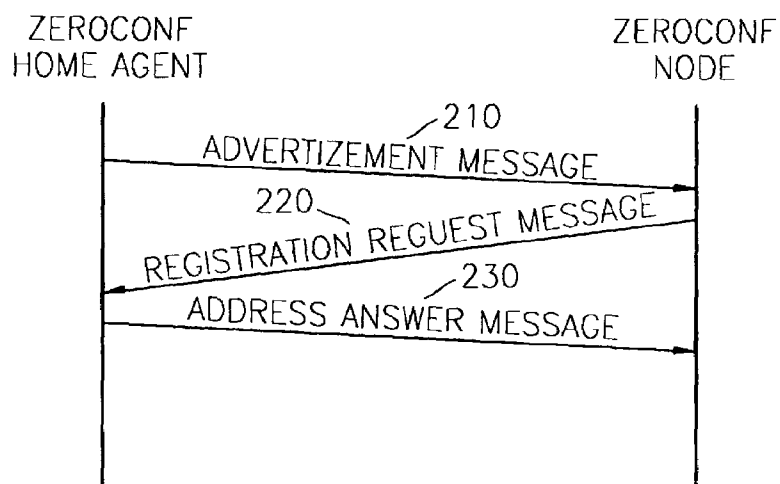 ZEROCONF
HOME AGENT
ZEROCONF
NODE
210
ADVERTIZEMENT MESSAGE
220
REGISTRATION REGUEST MESSAGE
230
ADDRESS ANSWER MESSAGE